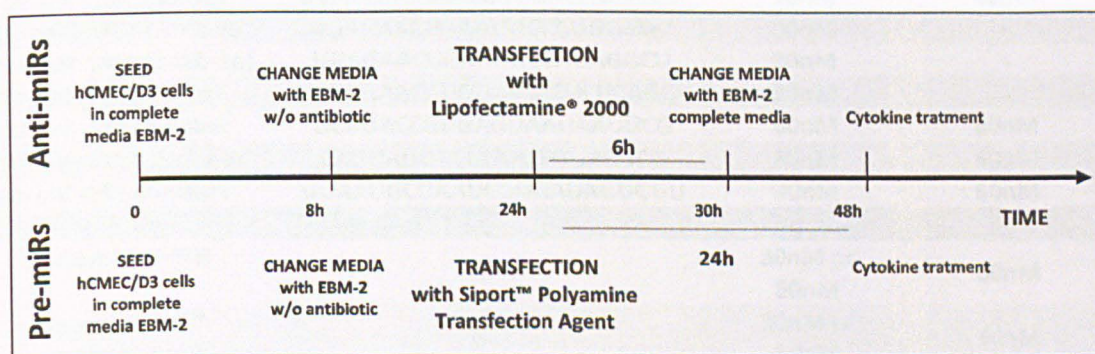 Anti-miRs
SEED
hCMEC/D3 cells
in complete
media EBM-2
CHANGE MEDIA
with EBM-2
w/o antibiotic
TRANSFECTION
with
Lipofectamine® 2000
6h
CHANGE MEDIA
with EBM-2
complete media
Cytokine tratment
0
8h
24h
30h
48h
TIME
Pre-miRs
SEED
hCMEC/D3 cells
in complete
media EBM-2
CHANGE MEDIA
with EBM-2
w/o antibiotic
TRANSFECTION
with Siport™ Polyamine
Transfection Agent
24h
Cytokine tratment